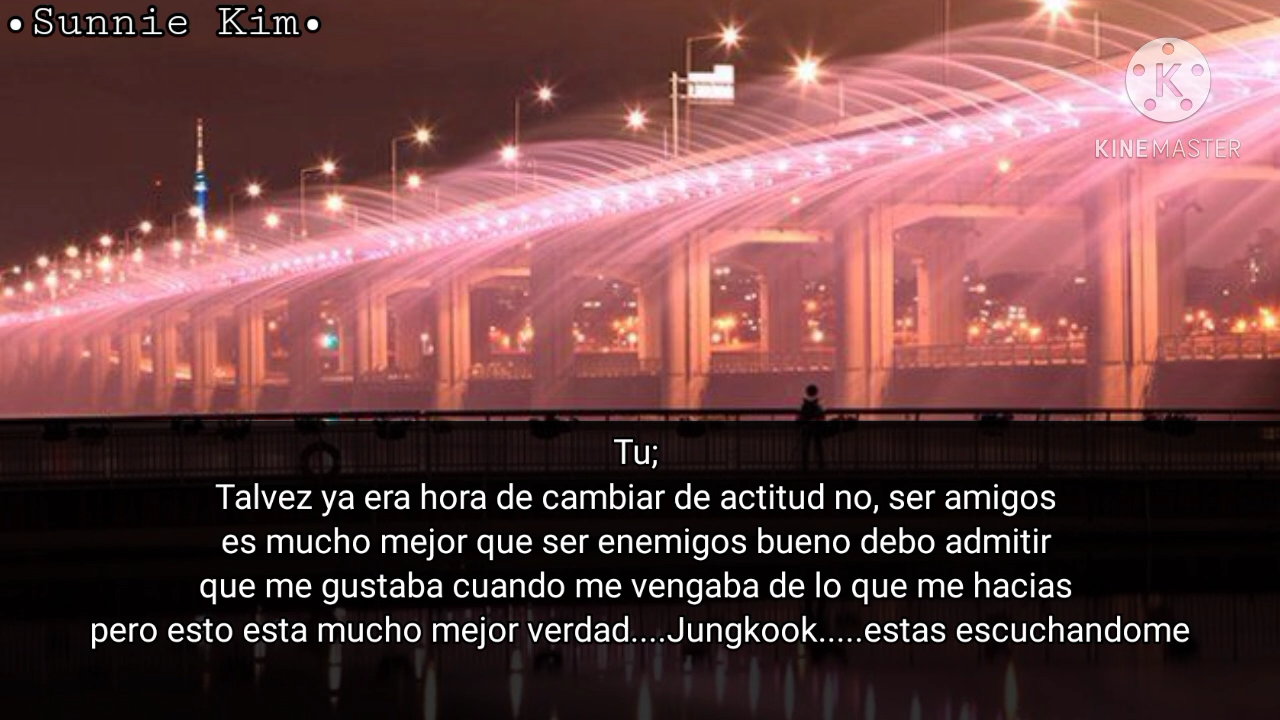 •Sunnie Kim•
K
KINEMASTER
Tu;
Talvez ya era hora de cambiar de actitud no, ser amigos
es mucho mejor que ser enemigos bueno debo admitir
que me gustaba cuando me vengaba de lo que me hacias
pero esto esta mucho mejor verdad....Jungkook.....estas escuchandome